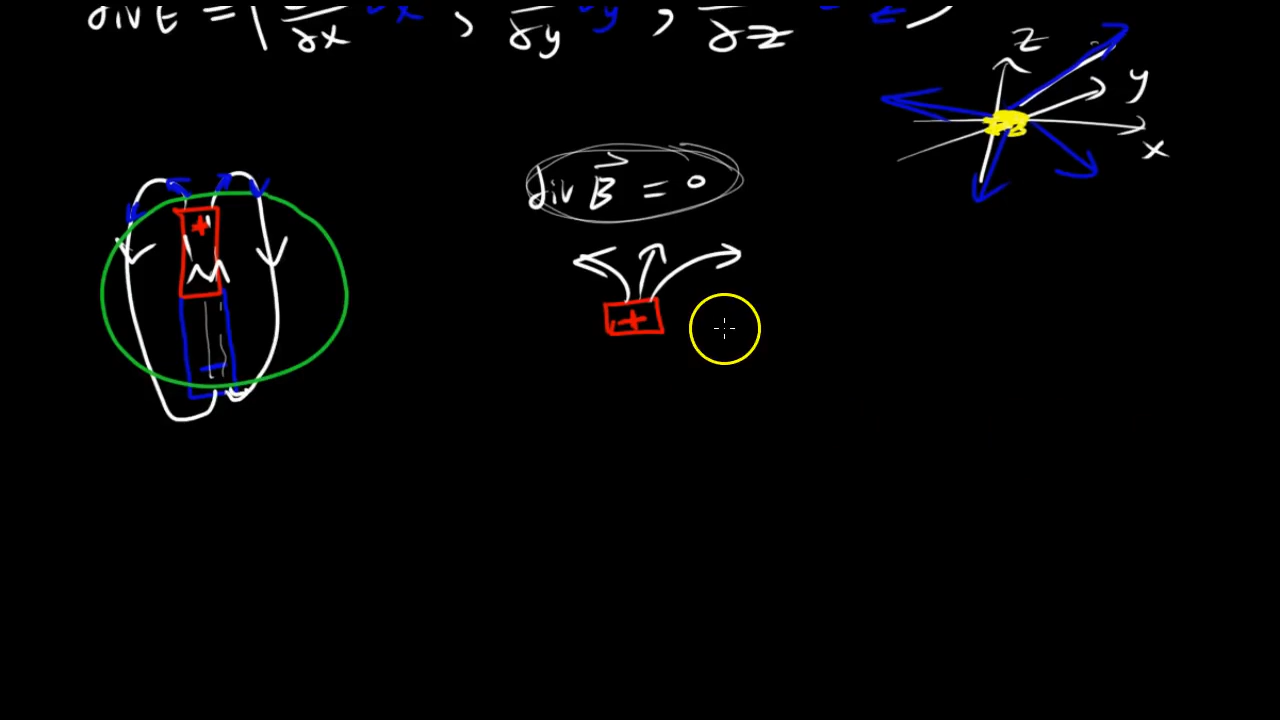 div E = ( ∂x , ∂y , ∂z )
z
y
x
div B⃗ = 0
+
+
−